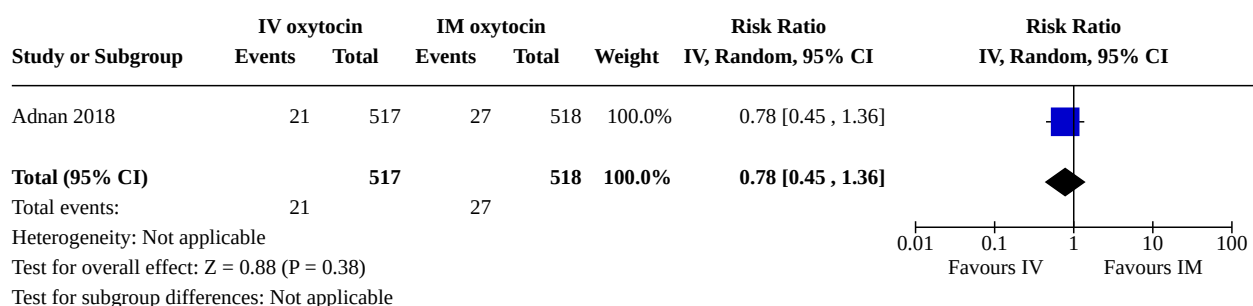 IV oxytocin IM oxytocin Risk Ratio Risk Ratio
Study or Subgroup Events Total Events Total Weight IV, Random, 95% CI IV, Random, 95% CI
Adnan 2018 21 517 27 518 100.0% 0.78 [0.45 , 1.36]
Total (95% CI) 517 518 100.0% 0.78 [0.45 , 1.36]
Total events: 21 27
Heterogeneity: Not applicable
Test for overall effect: Z = 0.88 (P = 0.38)
Test for subgroup differences: Not applicable
0.01 0.1 1 10 100
Favours IV Favours IM